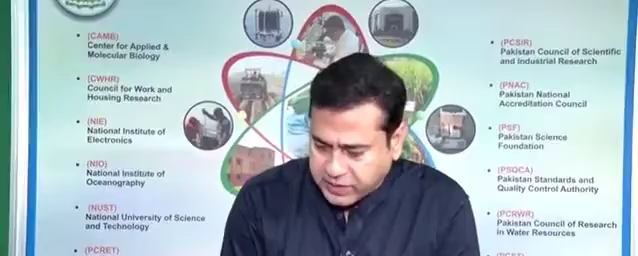 (CAMB)
Center for Applied &
Molecular Biology
(CWHR)
Council for Work and
Housing Research
(NIE)
National Institute of
Electronics
(NIO)
National Institute of
Oceanography
(NUST)
National University of Science
and Technology
(PCRET)
(PCSIR)
Pakistan Council of Scientific
and Industrial Research
(PNAC)
Pakistan National
Accreditation Council
(PSF)
Pakistan Science
Foundation
(PSQCA)
Pakistan Standards and
Quality Control Authority
(PCRWR)
Pakistan Council of Research
in Water Resources